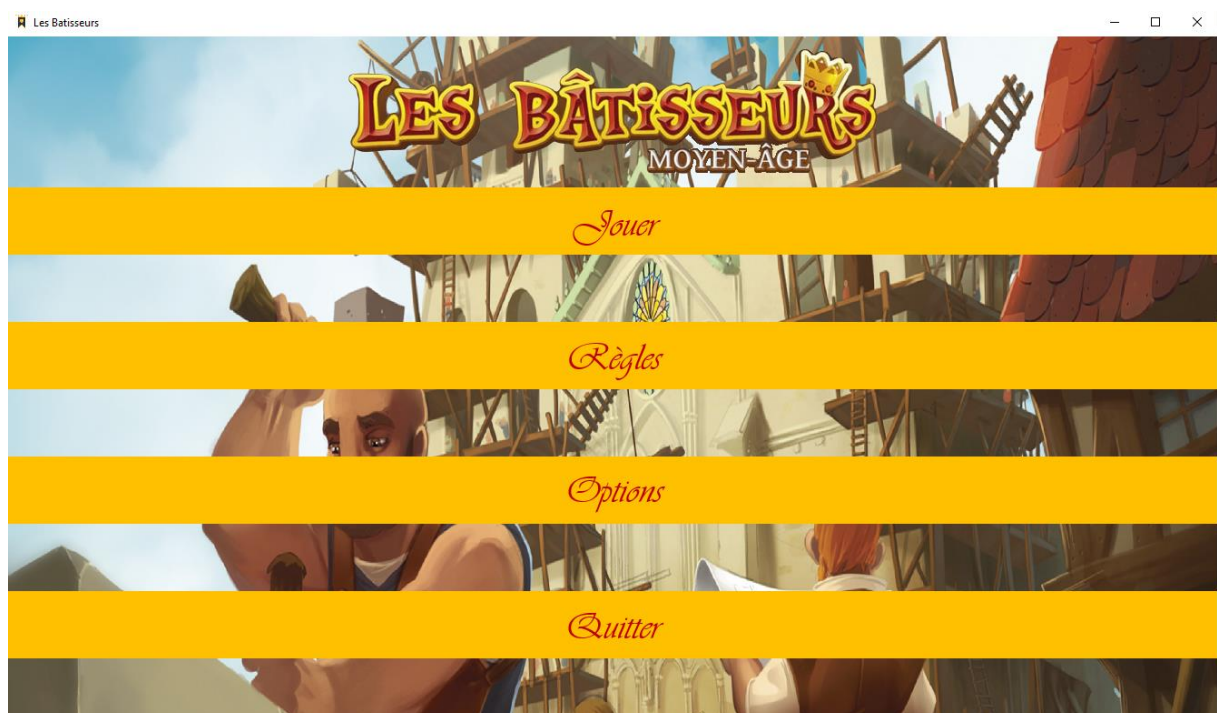 Les Batisseurs
LES BÂTISSEURS
MOYEN-ÂGE
Jouer
Règles
Options
Quitter